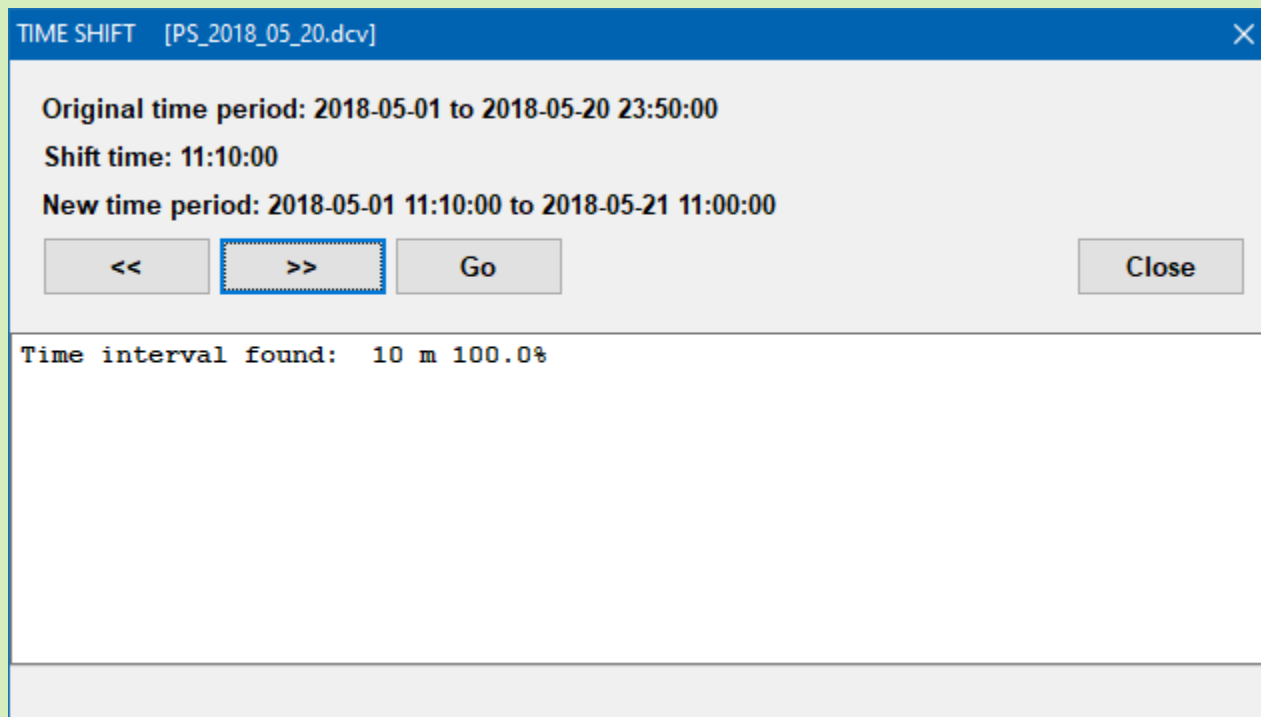 TIME SHIFT [PS_2018_05_20.dcv]
Original time period: 2018-05-01 to 2018-05-20 23:50:00
Shift time: 11:10:00
New time period: 2018-05-01 11:10:00 to 2018-05-21 11:00:00
<< >> Go Close
Time interval found: 10 m 100.0%